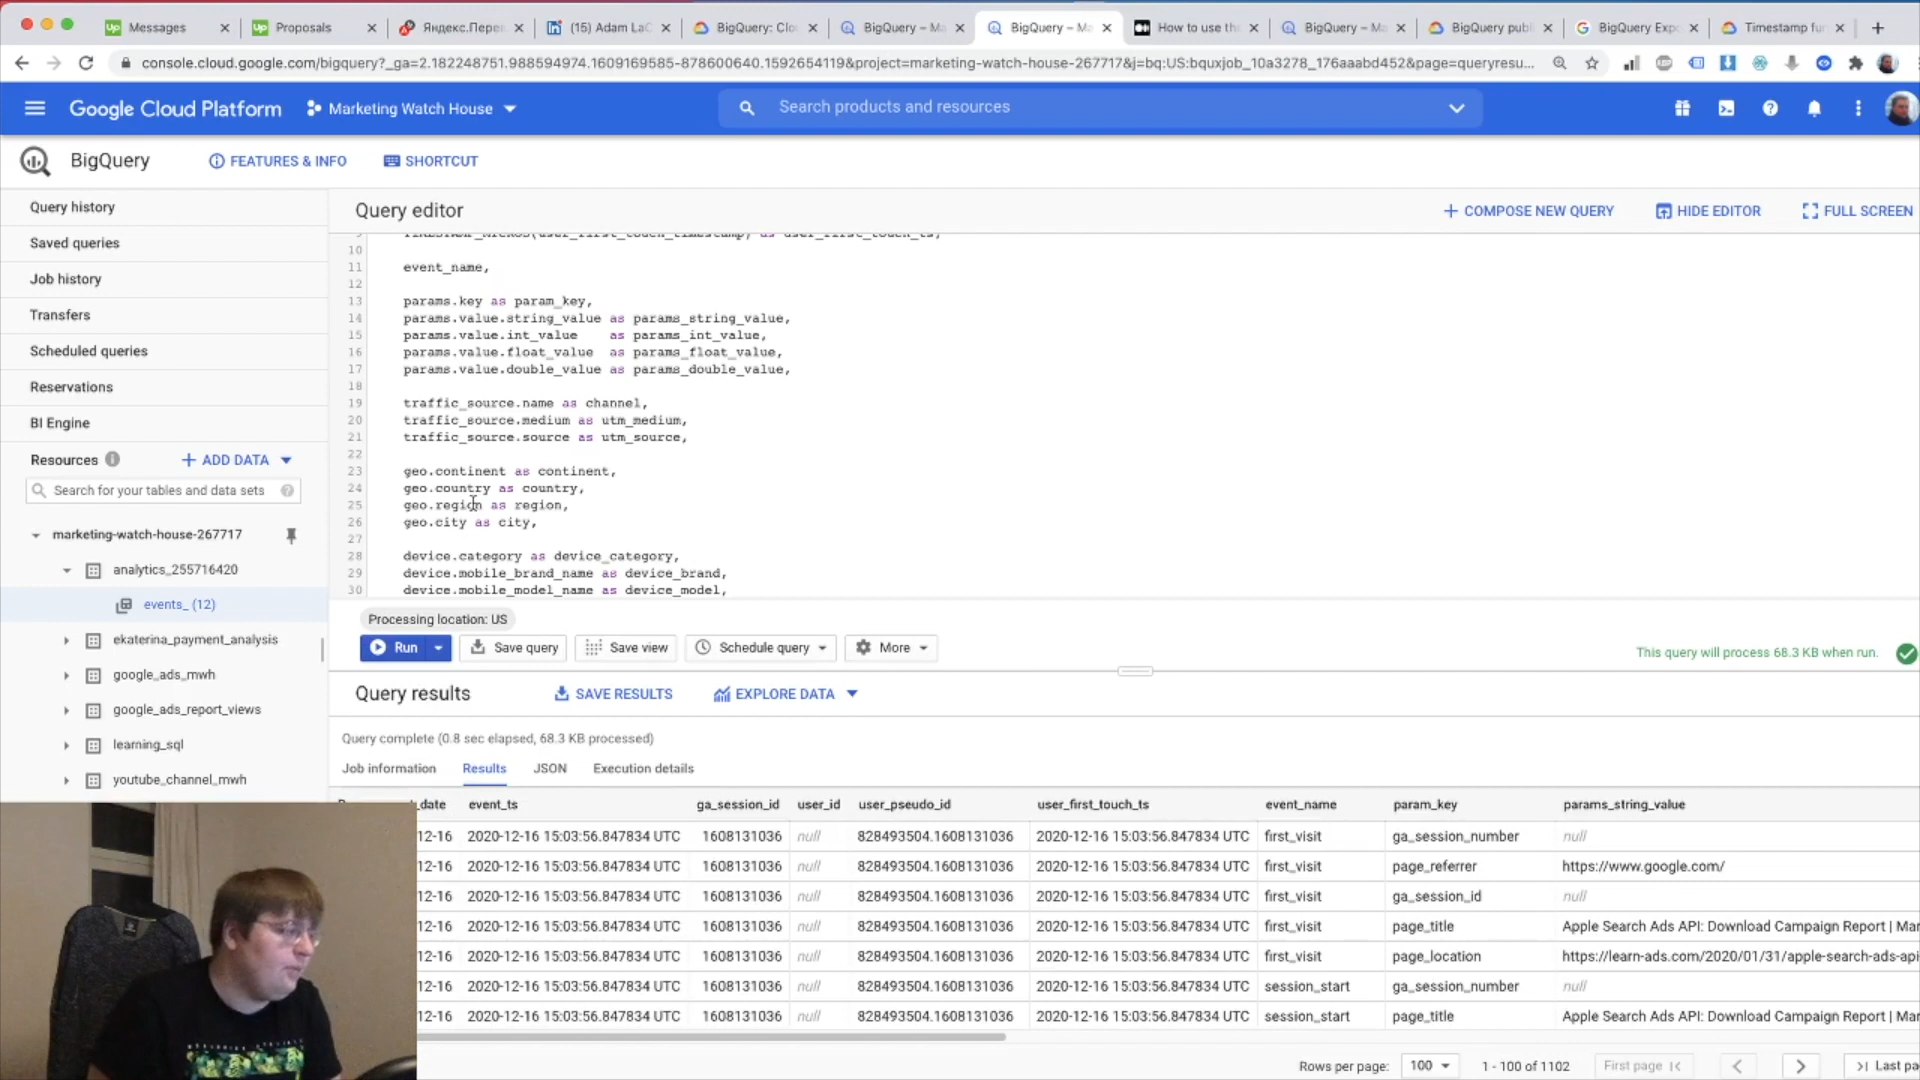 Messages
Proposals
Яндекс.Пере
(15) Adam LaC
BigQuery: Clo
BigQuery – Ma
BigQuery – Ma
How to use the
BigQuery – Ma
BigQuery publ
BigQuery Expo
Timestamp fun
console.cloud.google.com/bigquery?_ga=2.182248751.988594974.1609169585-878600640.1592654119&project=marketing-watch-house-267717&j=bq:US:bquxjob_10a3278_176aaabd452&page=queryresu...
Google Cloud Platform
Marketing Watch House
Search products and resources
BigQuery
FEATURES & INFO
SHORTCUT
Query history
Saved queries
Job history
Transfers
Scheduled queries
Reservations
BI Engine
Resources
ADD DATA
Search for your tables and data sets
marketing-watch-house-267717
analytics_255716420
events_ (12)
ekaterina_payment_analysis
google_ads_mwh
google_ads_report_views
learning_sql
youtube_channel_mwh
Query editor
COMPOSE NEW QUERY
HIDE EDITOR
FULL SCREEN
9 TIMESTAMP_MICROS(user_first_touch_timestamp) as user_first_touch_ts,
10
11 event_name,
12
13 params.key as param_key,
14 params.value.string_value as params_string_value,
15 params.value.int_value as params_int_value,
16 params.value.float_value as params_float_value,
17 params.value.double_value as params_double_value,
18
19 traffic_source.name as channel,
20 traffic_source.medium as utm_medium,
21 traffic_source.source as utm_source,
22
23 geo.continent as continent,
24 geo.country as country,
25 geo.region as region,
26 geo.city as city,
27
28 device.category as device_category,
29 device.mobile_brand_name as device_brand,
30 device.mobile_model_name as device_model,
Processing location: US
Run
Save query
Save view
Schedule query
More
This query will process 68.3 KB when run.
Query results
SAVE RESULTS
EXPLORE DATA
Query complete (0.8 sec elapsed, 68.3 KB processed)
Job information
Results
JSON
Execution details
_date event_ts ga_session_id user_id user_pseudo_id user_first_touch_ts event_name param_key params_string_value
12-16 2020-12-16 15:03:56.847834 UTC 1608131036 null 828493504.1608131036 2020-12-16 15:03:56.847834 UTC first_visit ga_session_number null
12-16 2020-12-16 15:03:56.847834 UTC 1608131036 null 828493504.1608131036 2020-12-16 15:03:56.847834 UTC first_visit page_referrer https://www.google.com/
12-16 2020-12-16 15:03:56.847834 UTC 1608131036 null 828493504.1608131036 2020-12-16 15:03:56.847834 UTC first_visit ga_session_id null
12-16 2020-12-16 15:03:56.847834 UTC 1608131036 null 828493504.1608131036 2020-12-16 15:03:56.847834 UTC first_visit page_title Apple Search Ads API: Download Campaign Report | Mar
12-16 2020-12-16 15:03:56.847834 UTC 1608131036 null 828493504.1608131036 2020-12-16 15:03:56.847834 UTC first_visit page_location https://learn-ads.com/2020/01/31/apple-search-ads-api
12-16 2020-12-16 15:03:56.847834 UTC 1608131036 null 828493504.1608131036 2020-12-16 15:03:56.847834 UTC session_start ga_session_number null
12-16 2020-12-16 15:03:56.847834 UTC 1608131036 null 828493504.1608131036 2020-12-16 15:03:56.847834 UTC session_start page_title Apple Search Ads API: Download Campaign Report | Mar
Rows per page: 100 1 - 100 of 1102 First page Last pa